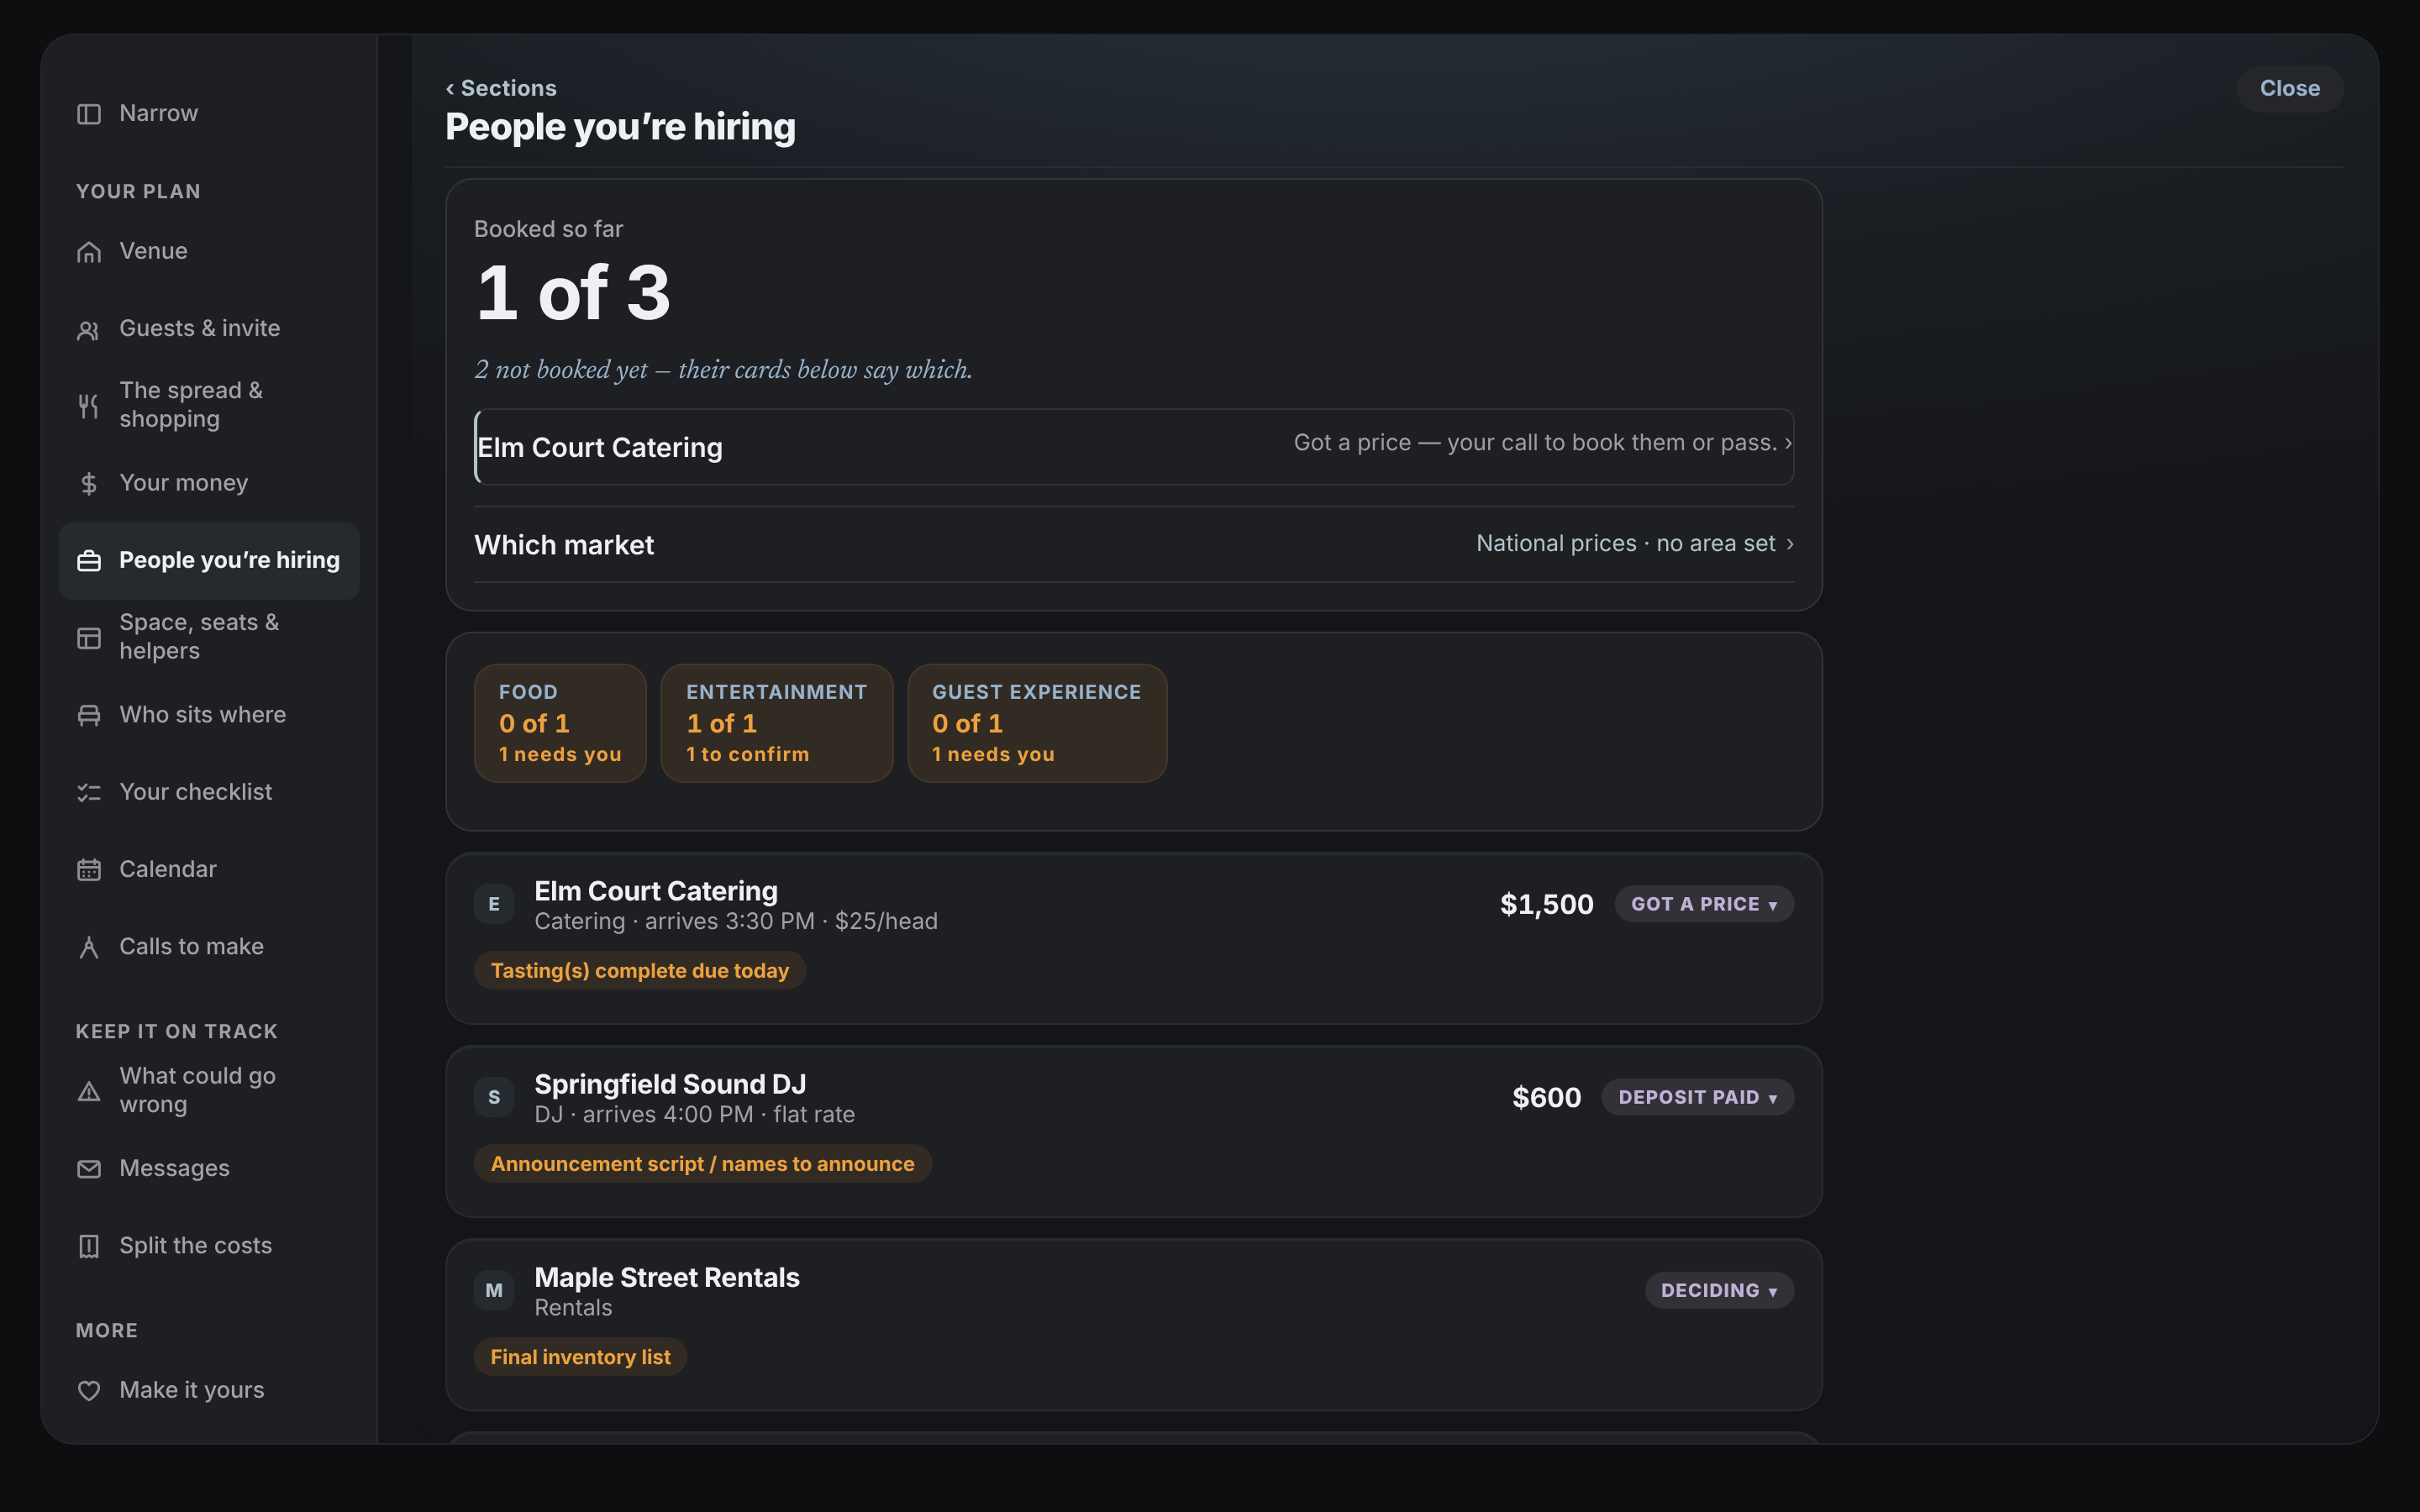 Narrow
YOUR PLAN
Venue
Guests & invite
The spread &
shopping
Your money
People you’re hiring
Space, seats &
helpers
Who sits where
Your checklist
Calendar
Calls to make
KEEP IT ON TRACK
What could go
wrong
Messages
Split the costs
MORE
Make it yours
‹ Sections
Close
People you’re hiring
Booked so far
1 of 3
2 not booked yet – their cards below say which.
Elm Court Catering Got a price — your call to book them or pass. ›
Which market National prices · no area set ›
FOOD
0 of 1
1 needs you
ENTERTAINMENT
1 of 1
1 to confirm
GUEST EXPERIENCE
0 of 1
1 needs you
E
Elm Court Catering
Catering · arrives 3:30 PM · $25/head
$1,500 GOT A PRICE ▾
Tasting(s) complete due today
S
Springfield Sound DJ
DJ · arrives 4:00 PM · flat rate
$600 DEPOSIT PAID ▾
Announcement script / names to announce
M
Maple Street Rentals
Rentals
DECIDING ▾
Final inventory list